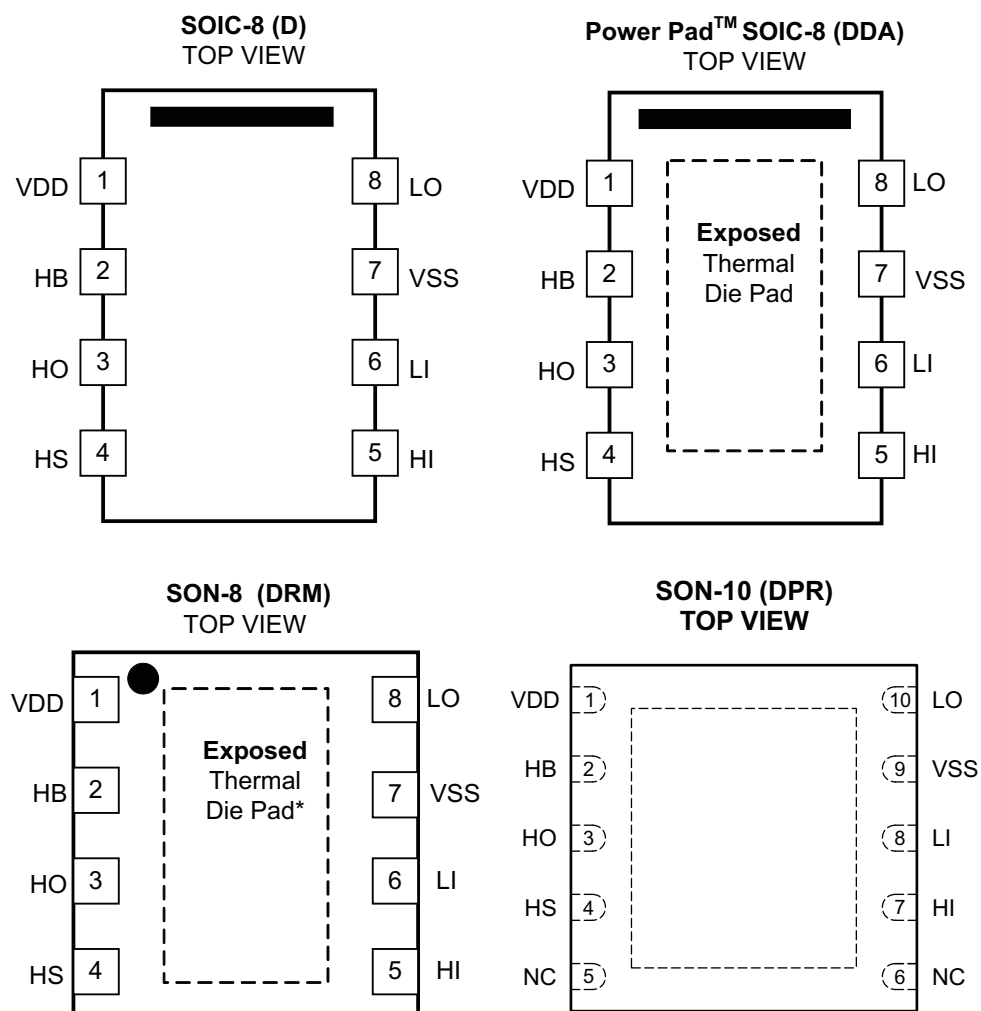 SOIC-8 (D)
TOP VIEW
VDD 1
8 LO
HB 2
7 VSS
HO 3
6 LI
HS 4
5 HI
Power Pad™ SOIC-8 (DDA)
TOP VIEW
VDD 1
8 LO
Exposed
Thermal
Die Pad
HB 2
7 VSS
HO 3
6 LI
HS 4
5 HI
SON-8 (DRM)
TOP VIEW
VDD 1
8 LO
Exposed
Thermal
Die Pad*
HB 2
7 VSS
HO 3
6 LI
HS 4
5 HI
SON-10 (DPR)
TOP VIEW
VDD 1
10 LO
HB 2
9 VSS
HO 3
8 LI
HS 4
7 HI
NC 5
6 NC